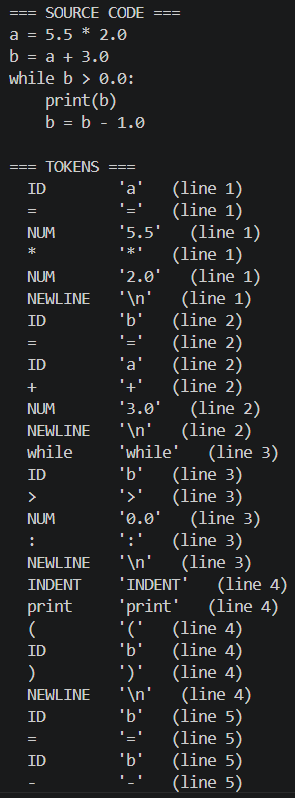 === SOURCE CODE ===
a = 5.5 * 2.0
b = a + 3.0
while b > 0.0:
    print(b)
    b = b - 1.0

=== TOKENS ===
  ID        'a'   (line 1)
  =         '='   (line 1)
  NUM       '5.5'   (line 1)
  *         '*'   (line 1)
  NUM       '2.0'   (line 1)
  NEWLINE   '\n'   (line 1)
  ID        'b'   (line 2)
  =         '='   (line 2)
  ID        'a'   (line 2)
  +         '+'   (line 2)
  NUM       '3.0'   (line 2)
  NEWLINE   '\n'   (line 2)
  while     'while'   (line 3)
  ID        'b'   (line 3)
  >         '>'   (line 3)
  NUM       '0.0'   (line 3)
  :         ':'   (line 3)
  NEWLINE   '\n'   (line 3)
  INDENT    'INDENT'   (line 4)
  print     'print'   (line 4)
  (         '('   (line 4)
  ID        'b'   (line 4)
  )         ')'   (line 4)
  NEWLINE   '\n'   (line 4)
  ID        'b'   (line 5)
  =         '='   (line 5)
  ID        'b'   (line 5)
  -         '-'   (line 5)